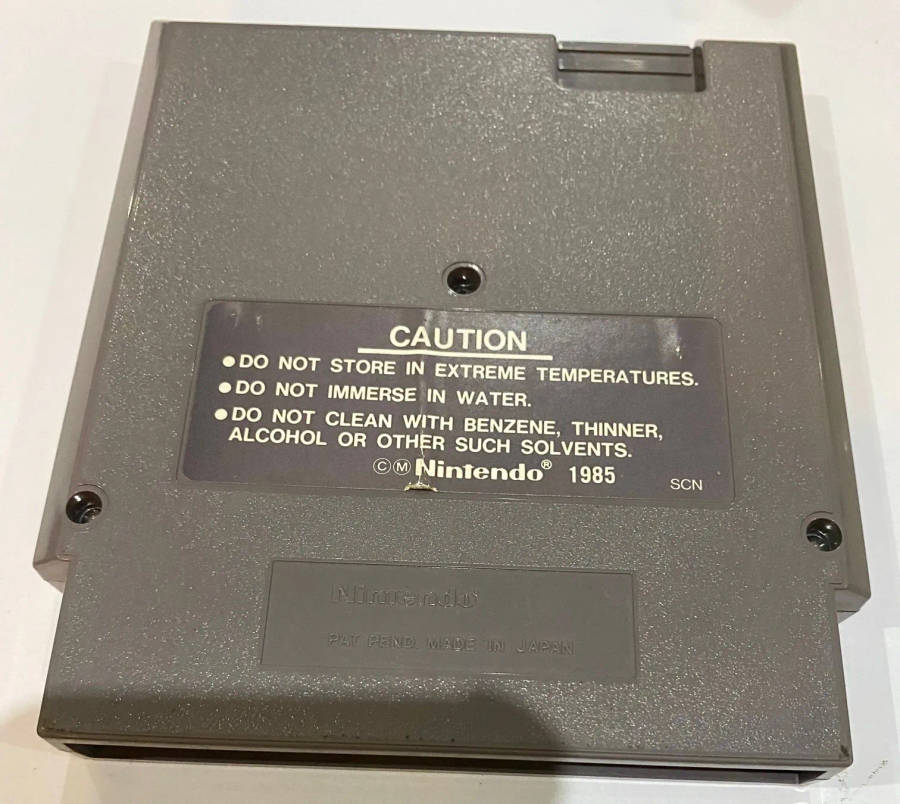 CAUTION
●DO NOT STORE IN EXTREME TEMPERATURES.
●DO NOT IMMERSE IN WATER.
●DO NOT CLEAN WITH BENZENE, THINNER,
ALCOHOL OR OTHER SUCH SOLVENTS.
ⒸⓂNintendo® 1985
SCN
Nintendo
PAT PEND. MADE IN JAPAN